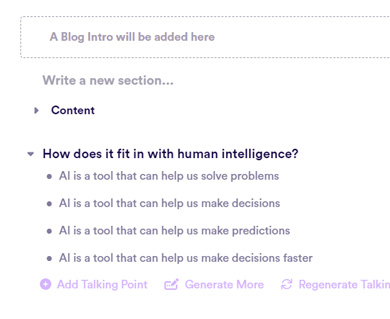 A Blog Intro will be added here
Write a new section...
Content
How does it fit in with human intelligence?
AI is a tool that can help us solve problems
AI is a tool that can help us make decisions
AI is a tool that can help us make predictions
AI is a tool that can help us make decisions faster
Add Talking Point Generate More Regenerate Talkin